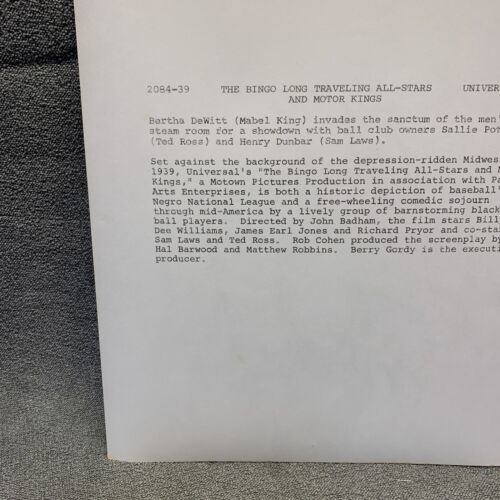 2084-39 THE BINGO LONG TRAVELING ALL-STARS UNIVER
AND MOTOR KINGS
Bertha DeWitt (Mabel King) invades the sanctum of the men'
steam room for a showdown with ball club owners Sallie Pot
(Ted Ross) and Henry Dunbar (Sam Laws).
Set against the background of the depression-ridden Midwes
1939, Universal's "The Bingo Long Traveling All-Stars and M
Kings," a Motown Pictures Production in association with Pa
Arts Enterprises, is both a historic depiction of baseball'
Negro National League and a free-wheeling comedic sojourn
through mid-America by a lively group of barnstorming black
ball players. Directed by John Badham, the film stars Bill
Dee Williams, James Earl Jones and Richard Pryor and co-sta
Sam Laws and Ted Ross. Rob Cohen produced the screenplay by
Hal Barwood and Matthew Robbins. Berry Gordy is the executi
producer.